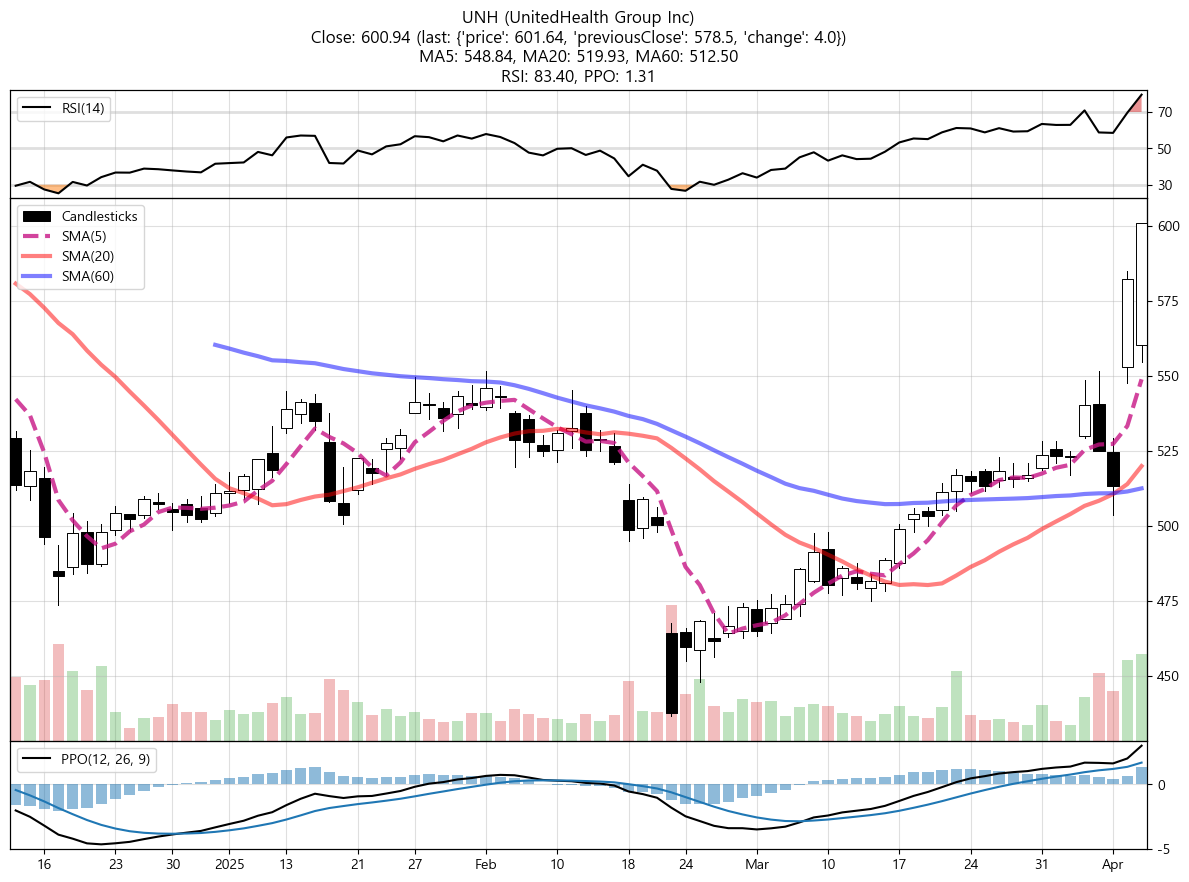 UNH (UnitedHealth Group Inc)
Close: 600.94 (last: {'price': 601.64, 'previousClose': 578.5, 'change': 4.0})
MA5: 548.84, MA20: 519.93, MA60: 512.50
RSI: 83.40, PPO: 1.31
RSI(14)
70
50
30
Candlesticks
SMA(5)
SMA(20)
SMA(60)
600
575
550
525
500
475
450
PPO(12, 26, 9)
0
-5
16 23 30 2025 13 21 27 Feb 10 18 24 Mar 10 17 24 31 Apr